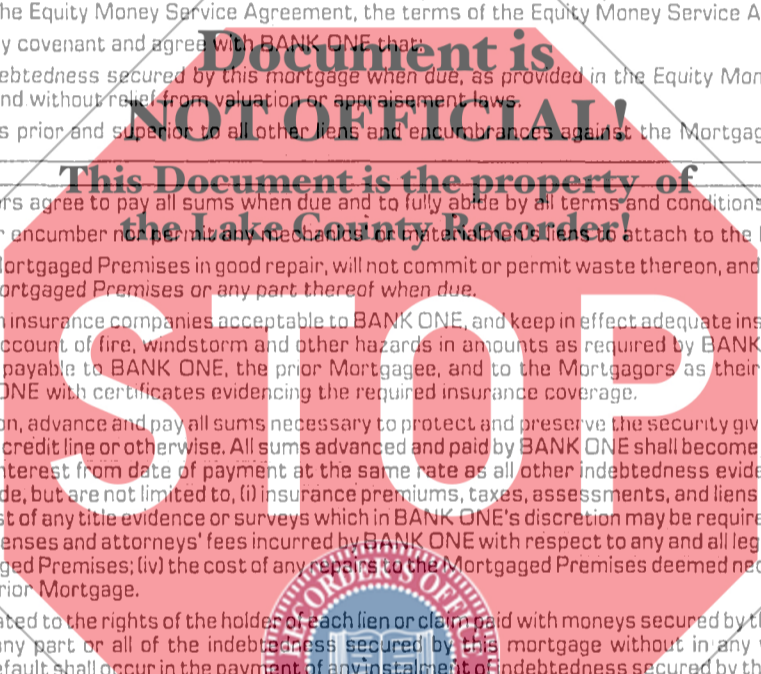 he Equity Money Service Agreement, the terms of the Equity Money Service A
y covenant and agree with BANK ONE that:
Document is
ebtedness secured by this mortgage when due, as provided in the Equity Mon
nd without relief from valuation or appraisement laws.
NOT OFFICIAL!
s prior and superior to all other liens and encumbrances against the Mortgag
This Document is the property of
rs agree to pay all sums when due and to fully abide by all terms and conditions
the Lake County Recorder!
r encumber nor permit any mechanics' or materialmen's liens to attach to the
ortgaged Premises in good repair, will not commit or permit waste thereon, and
ortgaged Premises or any part thereof when due.
STOP
n insurance companies acceptable to BANK ONE, and keep in effect adequate ins
ccount of fire, windstorm and other hazards in amounts as required by BANK
payable to BANK ONE, the prior Mortgagee, and to the Mortgagors as their
ONE with certificates evidencing the required insurance coverage.
on, advance and pay all sums necessary to protect and preserve the security giv
credit line or otherwise. All sums advanced and paid by BANK ONE shall become
nterest from date of payment at the same rate as all other indebtedness evide
de, but are not limited to, (i) insurance premiums, taxes, assessments, and liens
st of any title evidence or surveys which in BANK ONE's discretion may be require
enses and attorneys' fees incurred by BANK ONE with respect to any and all leg
ged Premises; (iv) the cost of any repairs to the Mortgaged Premises deemed nec
rior Mortgage.
RECORDER'S OFFICE
ated to the rights of the holder of each lien or claim paid with moneys secured by th
any part or all of the indebtedness secured by this mortgage without in any
efault shall occur in the payment of any instalment of indebtedness secured by th